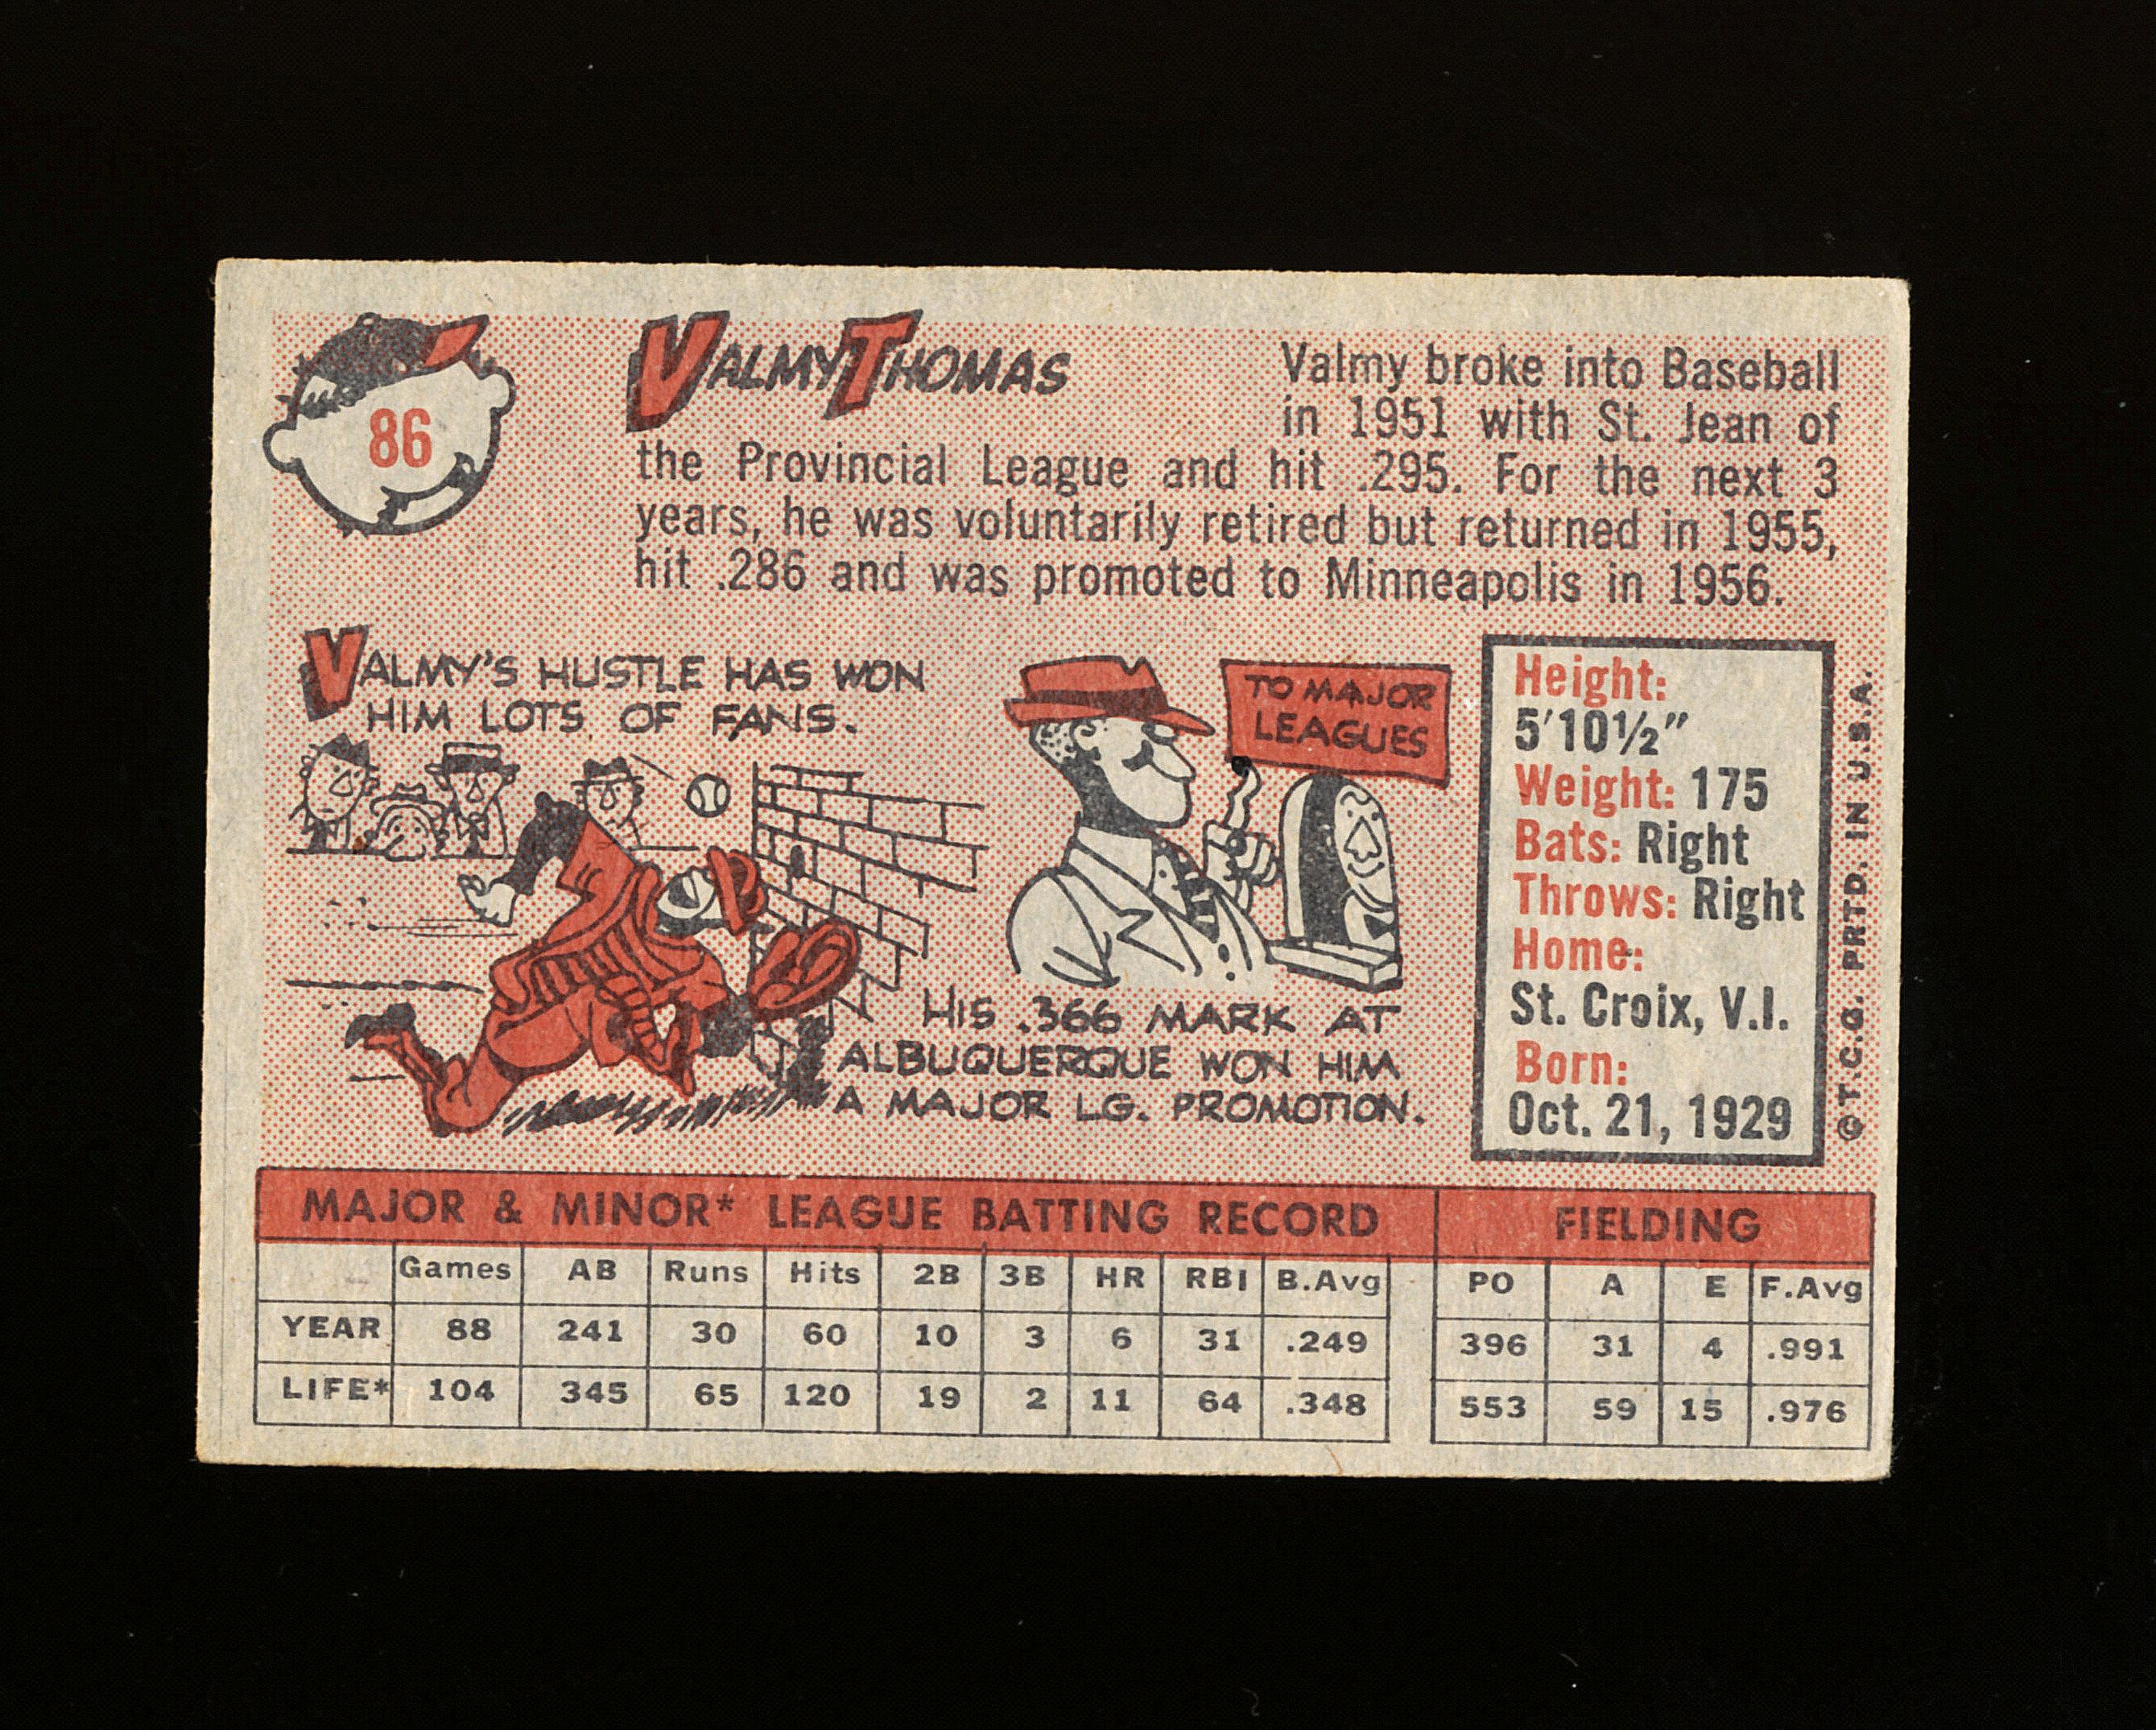 86
VALMY THOMAS
Valmy broke into Baseball
in 1951 with St. Jean of
the Provincial League and hit .295. For the next 3
years, he was voluntarily retired but returned in 1955,
hit .286 and was promoted to Minneapolis in 1956.
VALMY'S HUSTLE HAS WON
HIM LOTS OF FANS.
TO MAJOR
LEAGUES
HIS .366 MARK AT
ALBUQUERQUE WON HIM
A MAJOR LG. PROMOTION.
Height:
5'10½"
Weight: 175
Bats: Right
Throws: Right
Home:
St. Croix, V.I.
Born:
Oct. 21, 1929
©T.C.G. PRTD. IN U.S.A.
MAJOR & MINOR* LEAGUE BATTING RECORD FIELDING
Games AB Runs Hits 2B 3B HR RBI B.Avg PO A E F.Avg
YEAR 88 241 30 60 10 3 6 31 .249 396 31 4 .991
LIFE* 104 345 65 120 19 2 11 64 .348 553 59 15 .976